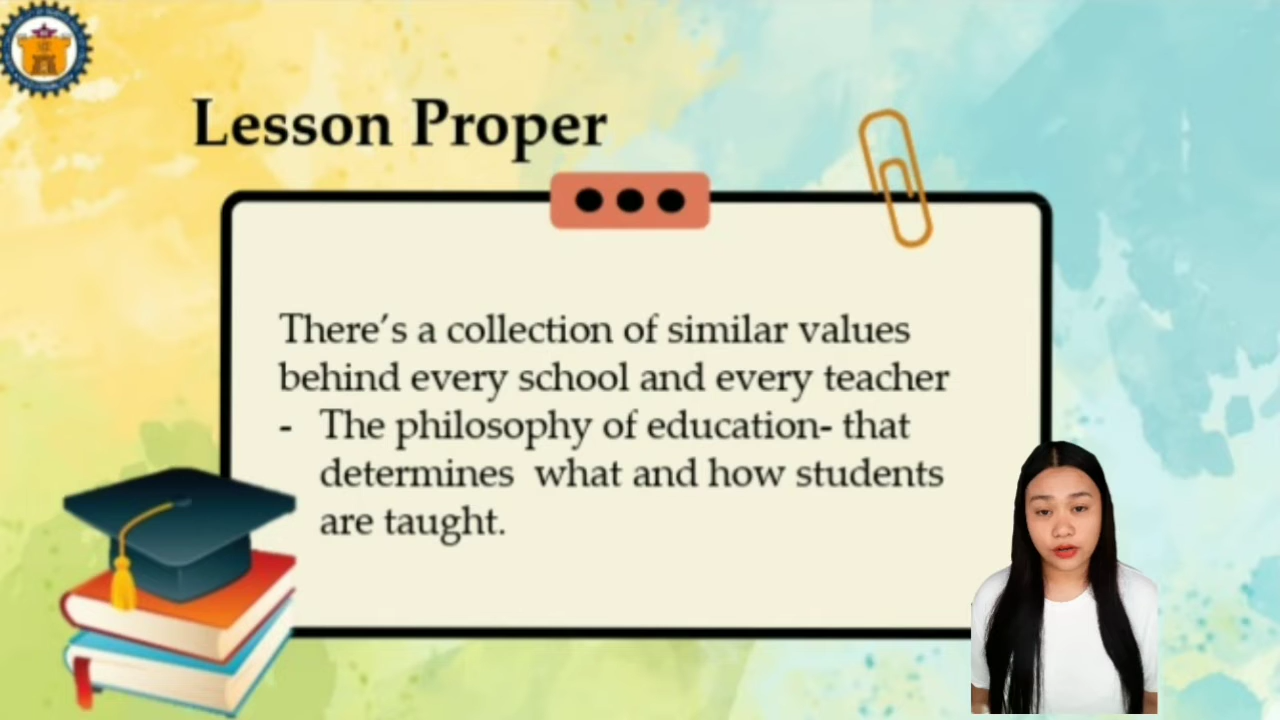 Lesson Proper
There's a collection of similar values
behind every school and every teacher
- The philosophy of education- that
determines what and how students
are taught.